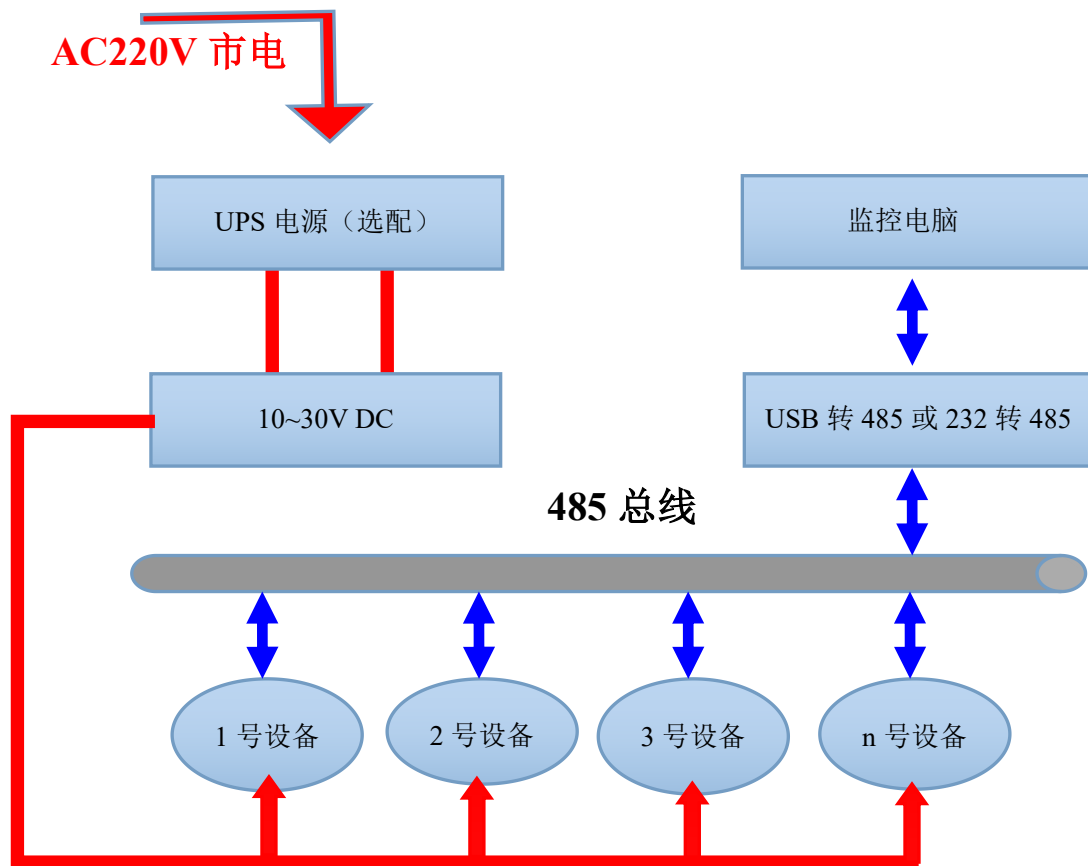 AC220V 市电
UPS 电源（选配）
监控电脑
10~30V DC
USB 转 485 或 232 转 485
485 总线
1 号设备
2 号设备
3 号设备
n 号设备